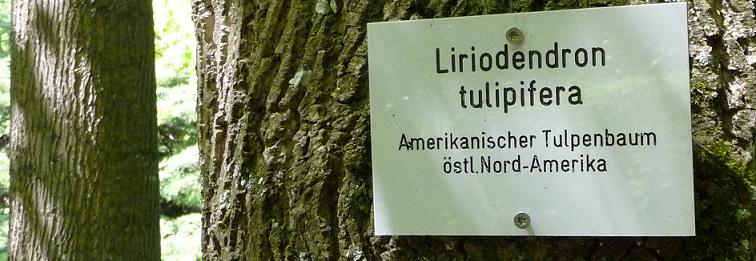 Liriodendron
tulipifera
Amerikanischer Tulpenbaum
östl.Nord-Amerika